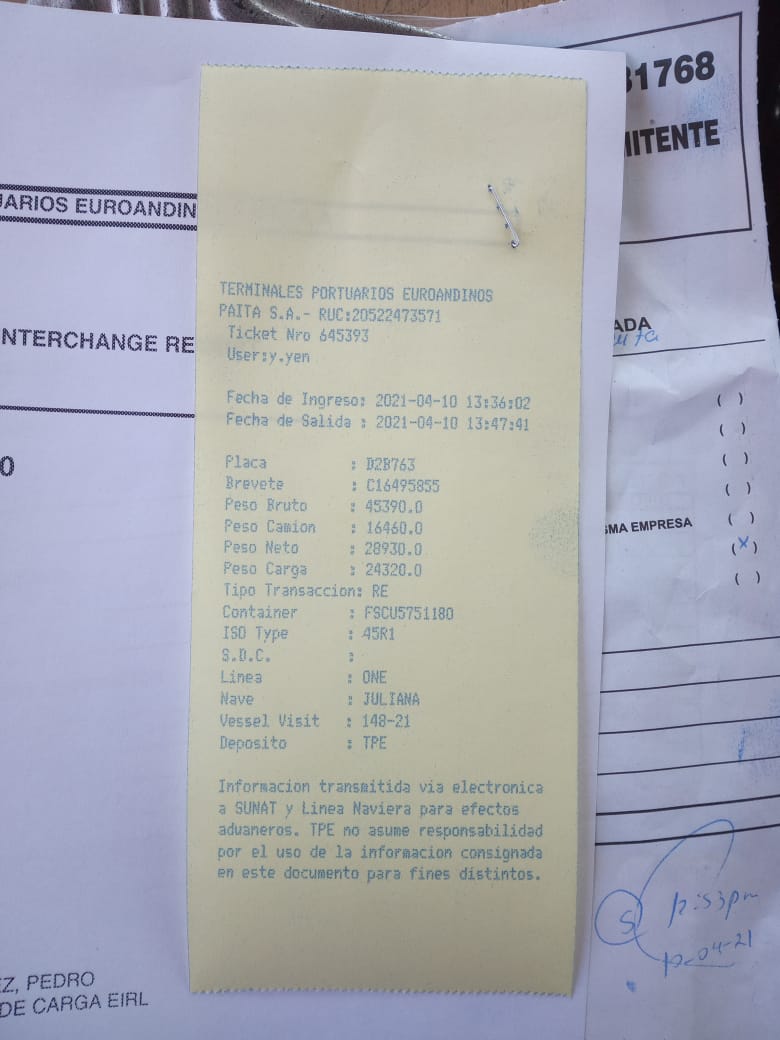 31768
MITENTE
UARIOS EUROANDIN
NTERCHANGE RE
0
TERMINALES PORTUARIOS EUROANDINOS
PAITA S.A.- RUC:20522473571
Ticket Nro 645393
User:y.yen
Fecha de Ingreso: 2021-04-10 13:36:02
Fecha de Salida : 2021-04-10 13:47:41
Placa : D2B763
Brevete : C16495855
Peso Bruto : 45390.0
Peso Camion : 16460.0
Peso Neto : 28930.0
Peso Carga : 24320.0
Tipo Transaccion: RE
Container : FSCU5751180
ISO Type : 45R1
S.D.C. :
Linea : ONE
Nave : JULIANA
Vessel Visit : 148-21
Deposito : TPE
Informacion transmitida via electronica
a SUNAT y Linea Naviera para efectos
aduaneros. TPE no asume responsabilidad
por el uso de la informacion consignada
en este documento para fines distintos.
ADA
( )
( )
( )
( )
SMA EMPRESA ( )
(x)
( )
EZ, PEDRO
DE CARGA EIRL